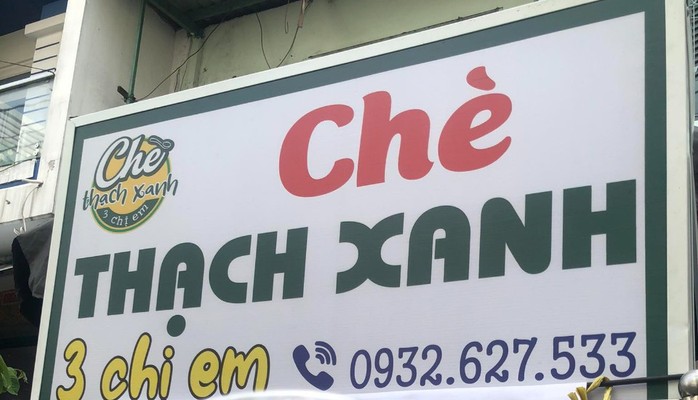 Chè
thạch xanh
3 chị em
Chè
THẠCH XANH
3 chị em 0932.627.533